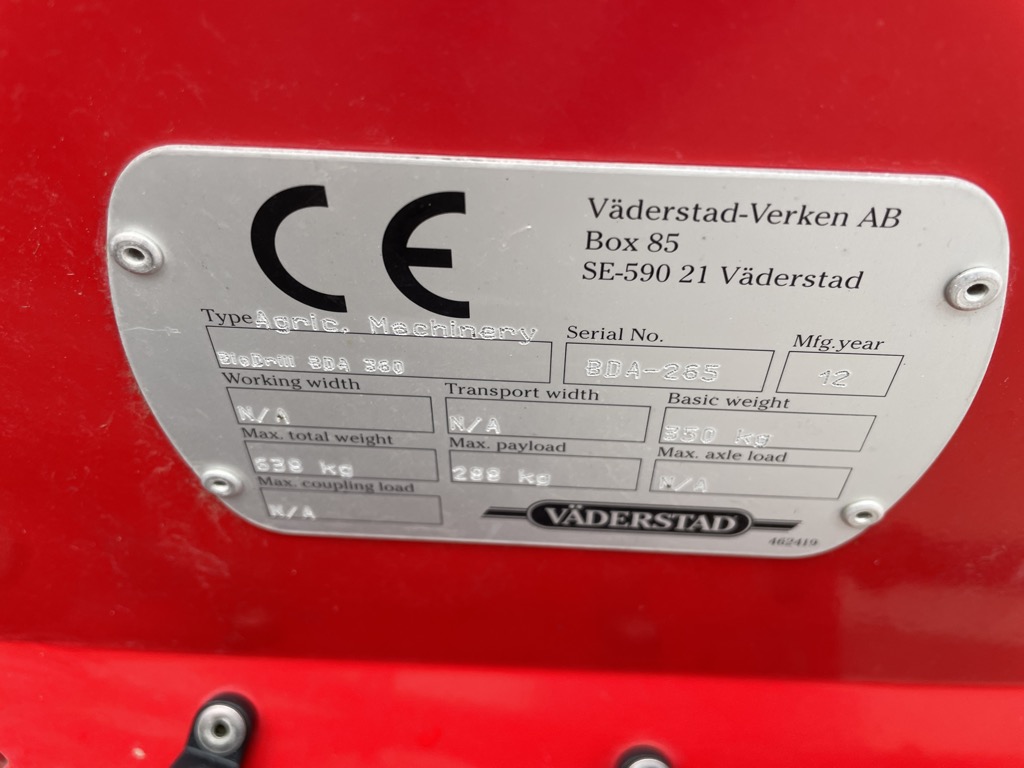 CE
Väderstad-Verken AB
Box 85
SE-590 21 Väderstad
Type Agric. Machinery
BioDrill BDA 360
Serial No.
BDA-265
Mfg.year
12
Working width
N/A
Transport width
N/A
Basic weight
350 kg
Max. total weight
638 kg
Max. payload
288 kg
Max. axle load
N/A
Max. coupling load
N/A
VÄDERSTAD
462419